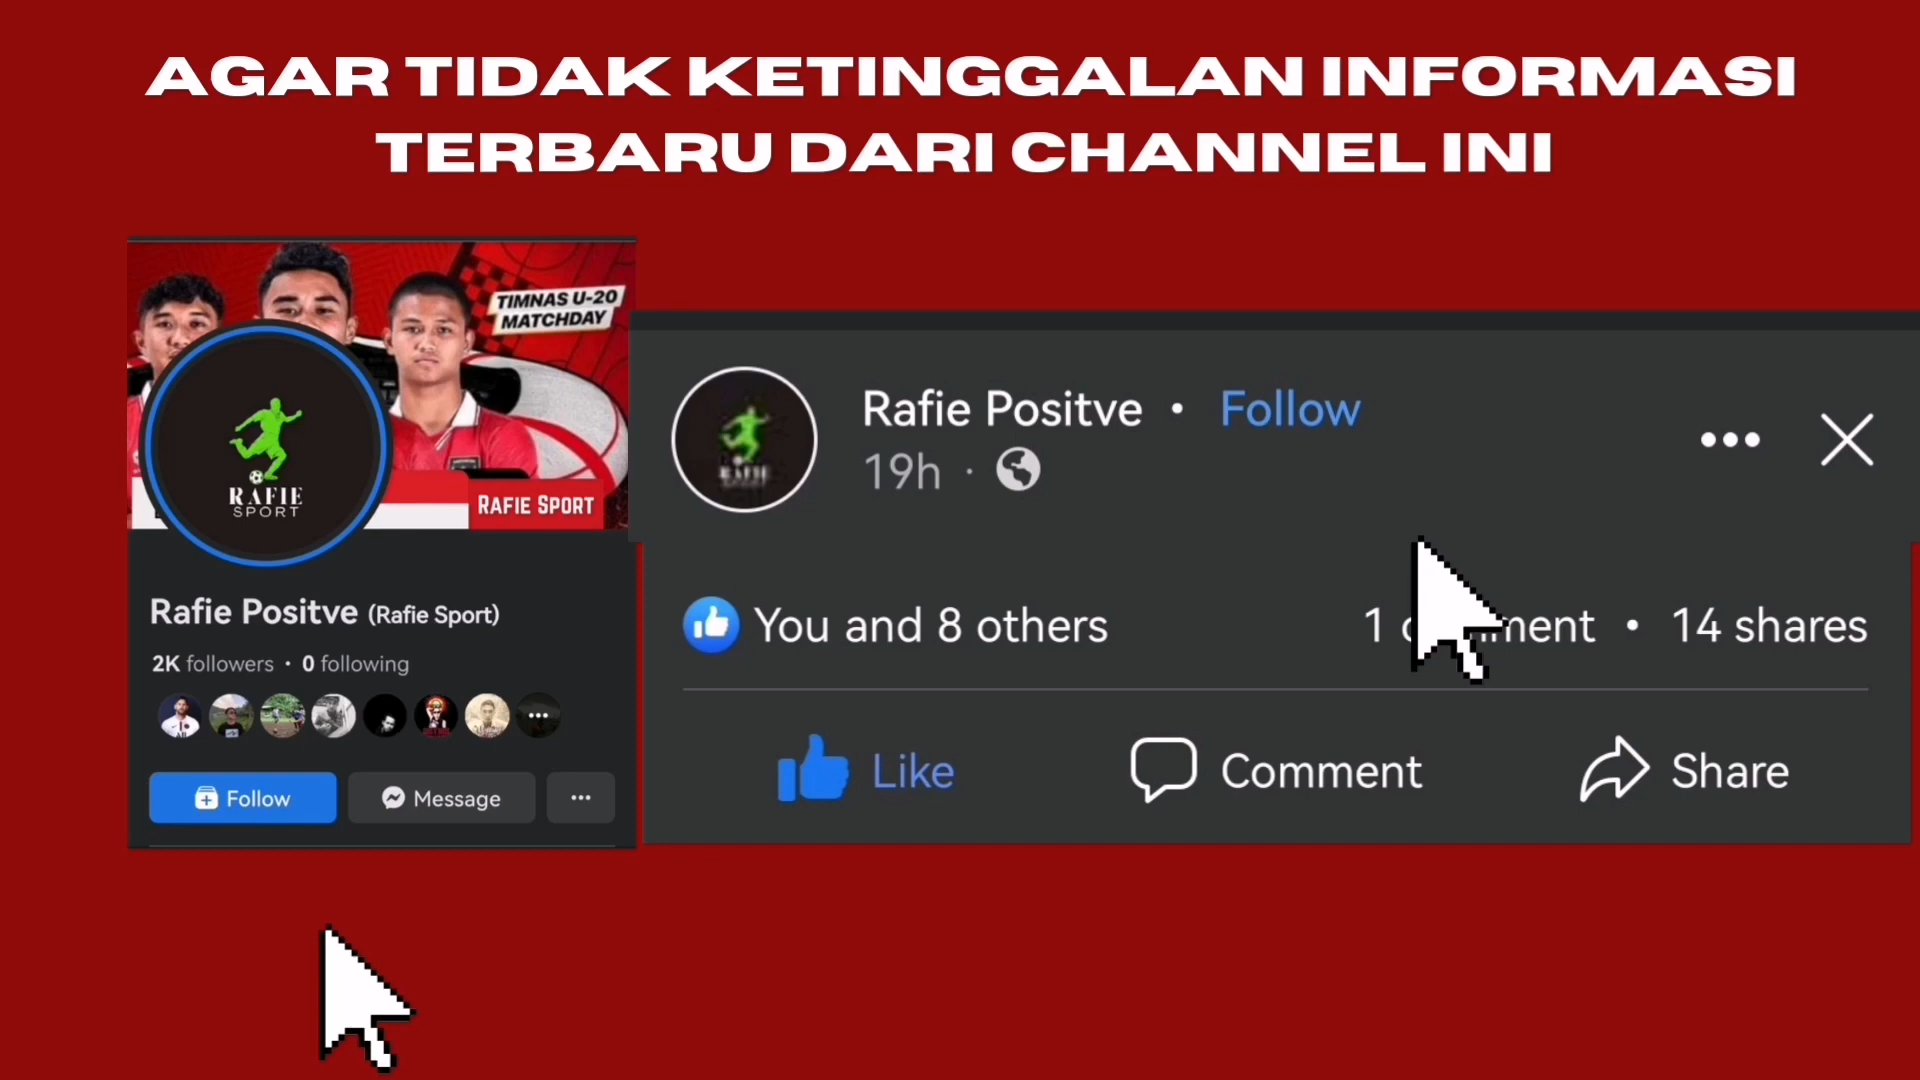 AGAR TIDAK KETINGGALAN INFORMASI
TERBARU DARI CHANNEL INI
TIMNAS U-20
MATCHDAY
RAFIE
SPORT
RAFIE SPORT
Rafie Positve (Rafie Sport)
2K followers • 0 following
Follow
Message
Rafie Positve • Follow
19h ·
RAFIE
You and 8 others
1 • 14 shares
Like
Comment
Share